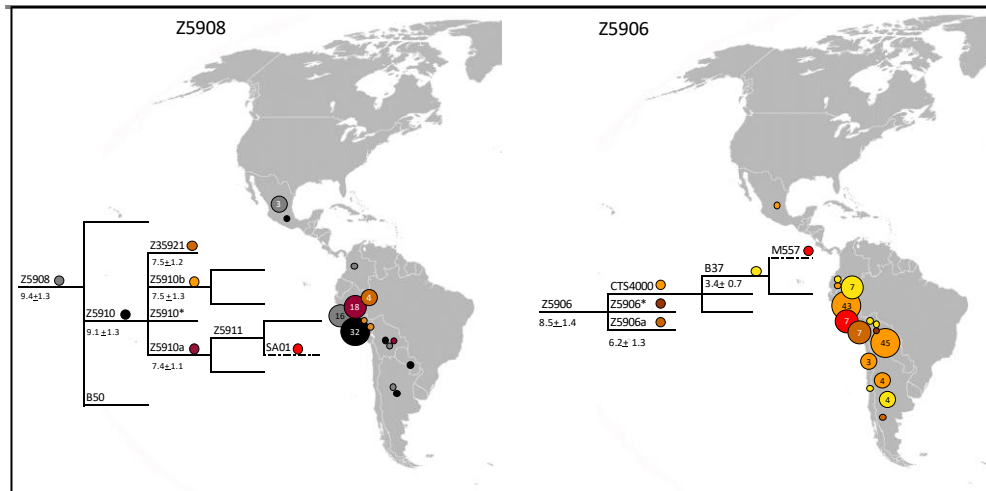 Z5908
3
Z35921
7.5±1.2
Z5908
9.4±1.3
Z5910b
7.5±1.3
Z5910
9.1±1.3
Z5910*
Z5911
Z5910a
7.4±1.1
SA01
B50
4
18
16
32
Z5906
M557
B37
3.4± 0.7
CTS4000
Z5906
8.5±1.4
Z5906*
Z5906a
6.2± 1.3
7
43
7
7
45
3
4
4